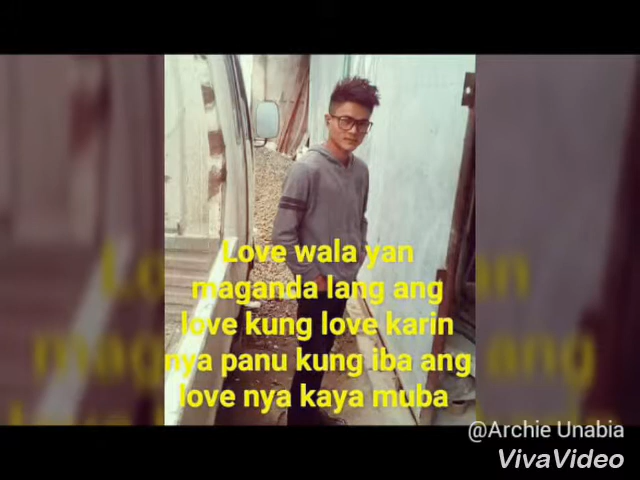 Love wala yan
maganda lang ang
love kung love karin
nya panu kung iba ang
love nya kaya muba
@Archie Unabia
VivaVideo